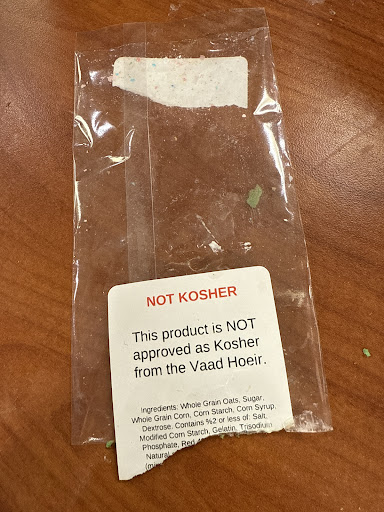 NOT KOSHER
This product is NOT
approved as Kosher
from the Vaad Hoeir.
Ingredients: Whole Grain Oats, Sugar,
Whole Grain Corn, Corn Starch, Corn Syrup,
Dextrose. Contains %2 or less of: Salt,
Modified Corn Starch, Gelatin, Trisodium
Phosphate, Red
Natural